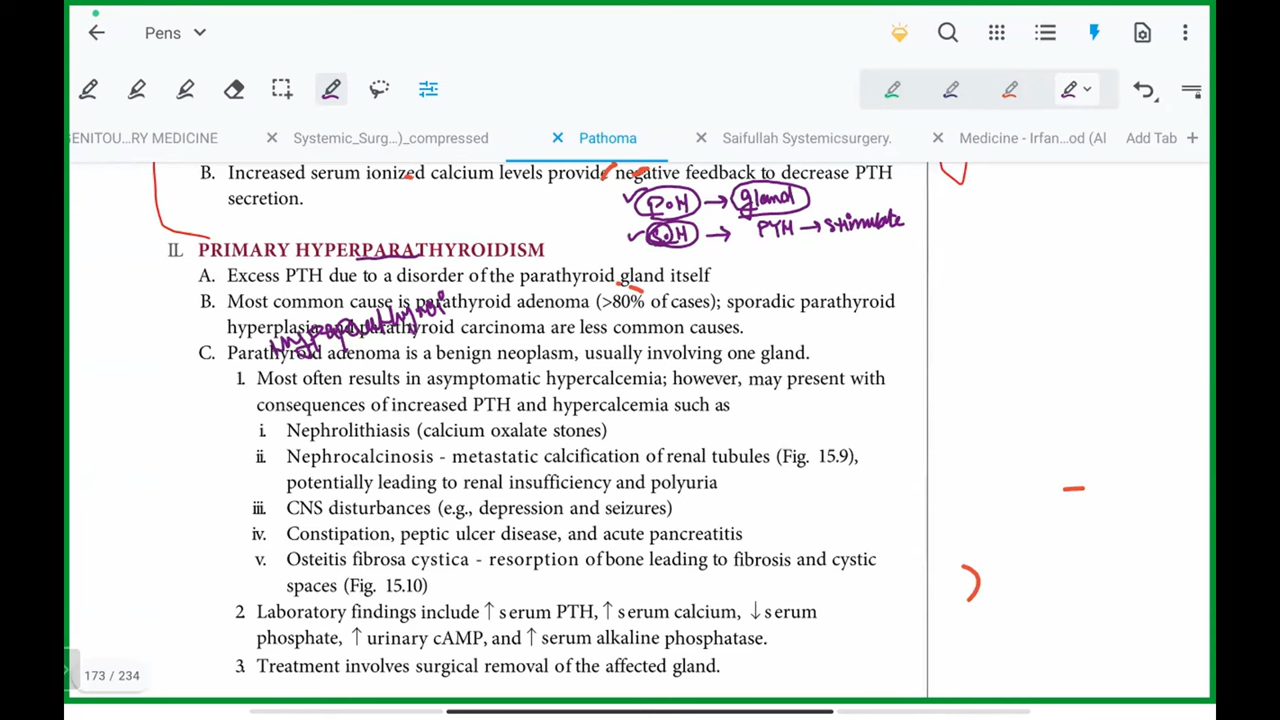 Pens
GENITOU...RY MEDICINE
Systemic_Surg...)_compressed
Pathoma
Saifullah Systemicsurgery.
Medicine - Irfan...od (Al
Add Tab
B. Increased serum ionized calcium levels provide negative feedback to decrease PTH
secretion.
gland
PTH → stimulate
II. PRIMARY HYPERPARATHYROIDISM
A. Excess PTH due to a disorder of the parathyroid gland itself
B. Most common cause is parathyroid adenoma (>80% of cases); sporadic parathyroid
hyperplasia and parathyroid carcinoma are less common causes.
C. Parathyroid adenoma is a benign neoplasm, usually involving one gland.
1. Most often results in asymptomatic hypercalcemia; however, may present with
consequences of increased PTH and hypercalcemia such as
i. Nephrolithiasis (calcium oxalate stones)
ii. Nephrocalcinosis - metastatic calcification of renal tubules (Fig. 15.9),
potentially leading to renal insufficiency and polyuria
iii. CNS disturbances (e.g., depression and seizures)
iv. Constipation, peptic ulcer disease, and acute pancreatitis
v. Osteitis fibrosa cystica - resorption of bone leading to fibrosis and cystic
spaces (Fig. 15.10)
2. Laboratory findings include ↑ serum PTH, ↑ serum calcium, ↓ serum
phosphate, ↑ urinary cAMP, and ↑ serum alkaline phosphatase.
3. Treatment involves surgical removal of the affected gland.
173 / 234